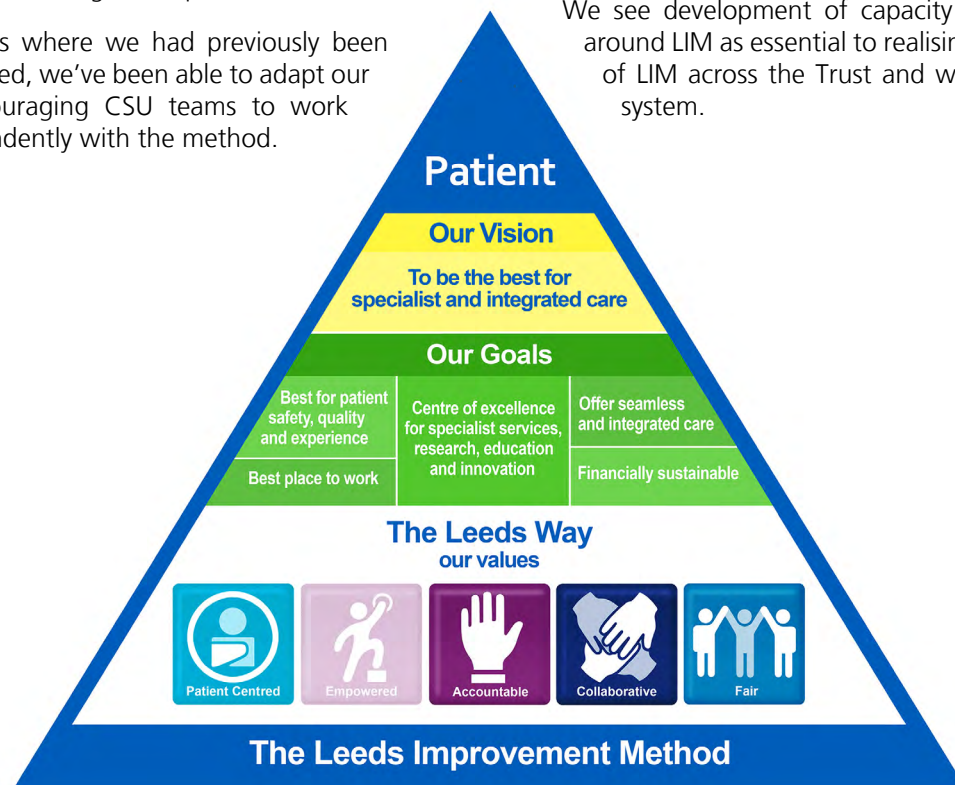 s where we had previously been
ed, we've been able to adapt our
ouraging CSU teams to work
ndently with the method.
We see development of capacity
around LIM as essential to realisin
of LIM across the Trust and w
system.
Patient
Our Vision
To be the best for
specialist and integrated care
Our Goals
Best for patient
safety, quality
and experience
Best place to work
Centre of excellence
for specialist services,
research, education
and innovation
Offer seamless
and integrated care
Financially sustainable
The Leeds Way
our values
Patient Centred
Empowered
Accountable
Collaborative
Fair
The Leeds Improvement Method